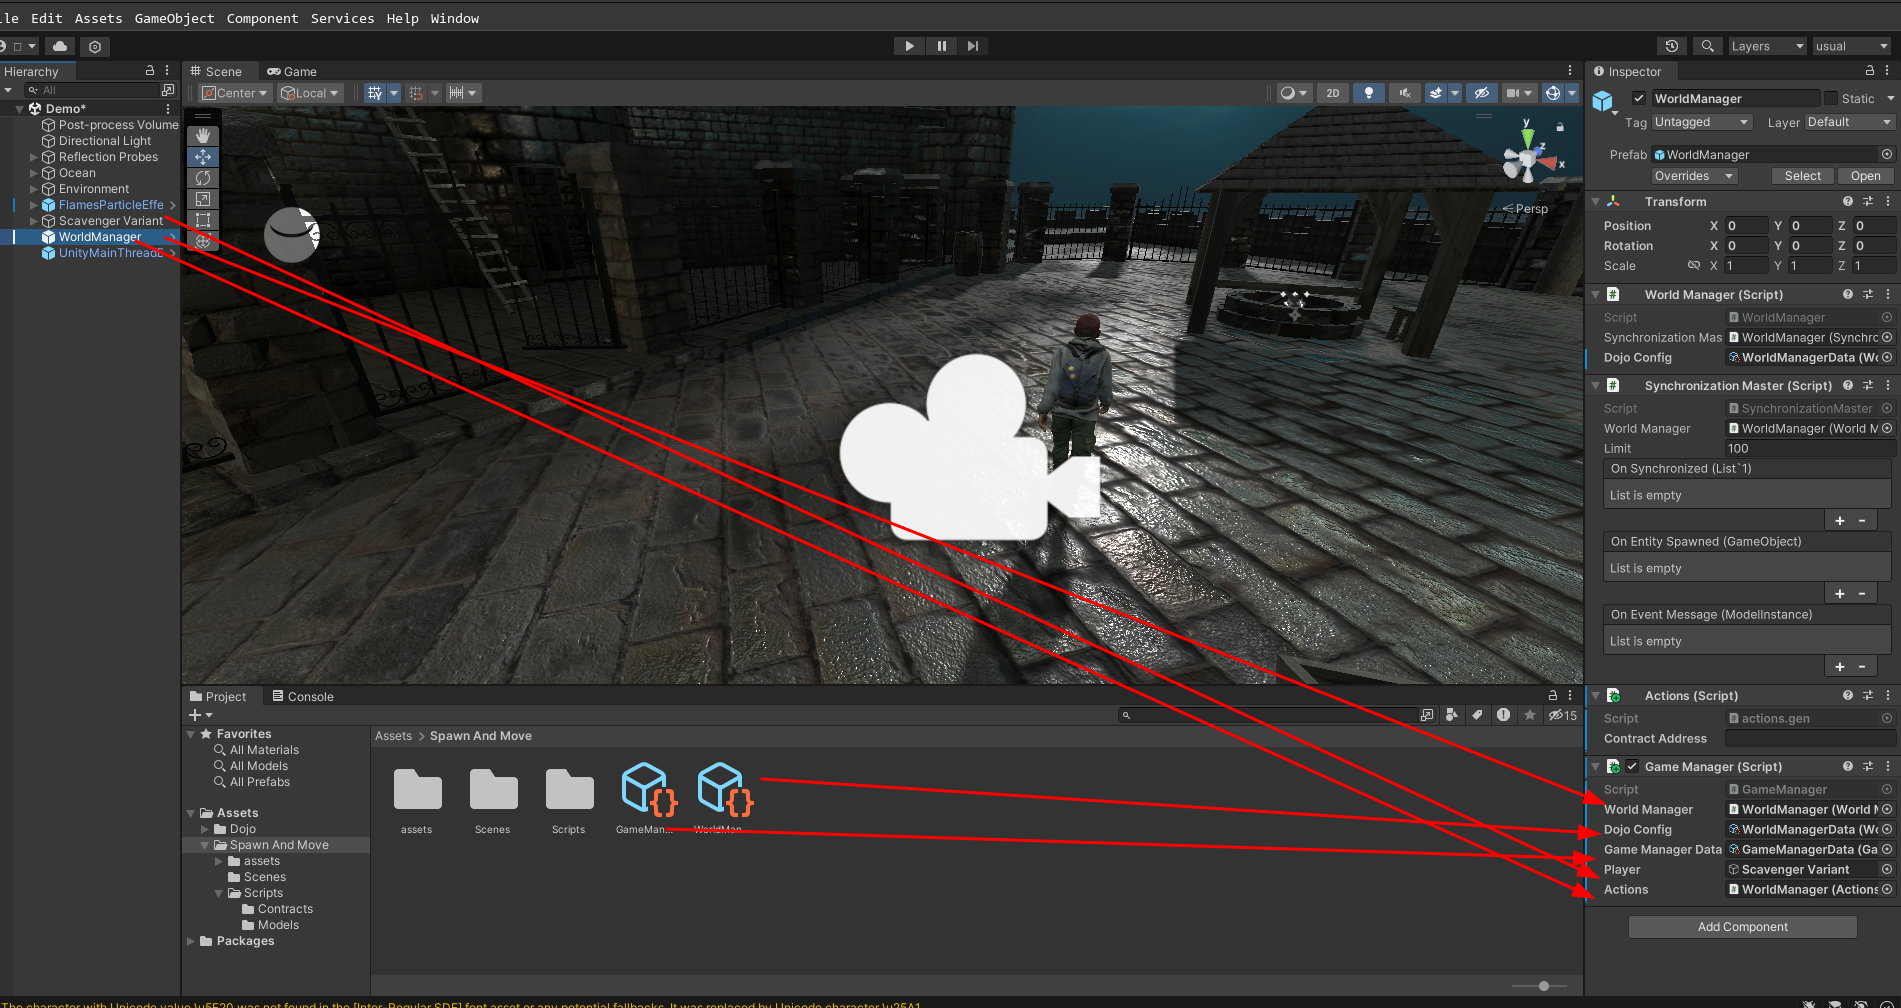 le Edit Assets GameObject Component Services Help Window
Layers usual
Hierarchy
All
Demo*
Post-process Volume
Directional Light
Reflection Probes
Ocean
Environment
FlamesParticleEffe
Scavenger Variant
WorldManager
UnityMainThread
Scene Game
Center Local
2D
y
z
x
Persp
Inspector
WorldManager Static
Tag Untagged Layer Default
Prefab WorldManager
Overrides Select Open
Transform
Position X 0 Y 0 Z 0
Rotation X 0 Y 0 Z 0
Scale X 1 Y 1 Z 1
World Manager (Script)
Script WorldManager
Synchronization Mas WorldManager (Synchro
Dojo Config WorldManagerData (Wo
Synchronization Master (Script)
Script SynchronizationMaster
World Manager WorldManager (World M
Limit 100
On Synchronized (List`1)
List is empty
+ -
On Entity Spawned (GameObject)
List is empty
+ -
On Event Message (ModelInstance)
List is empty
+ -
Actions (Script)
Script actions.gen
Contract Address
Game Manager (Script)
Script GameManager
World Manager WorldManager (World M
Dojo Config WorldManagerData (Wo
Game Manager Data GameManagerData (Ga
Player Scavenger Variant
Actions WorldManager (Actions
Add Component
Project Console
15
Favorites
All Materials
All Models
All Prefabs
Assets
Dojo
Spawn And Move
assets
Scenes
Scripts
Contracts
Models
Packages
Assets > Spawn And Move
assets Scenes Scripts GameMan... WorldMan...
The character with Unicode value \u5F20 was not found in the [Inter-Regular SDF] font asset or any potential fallbacks. It was replaced by Unicode character \u25A1